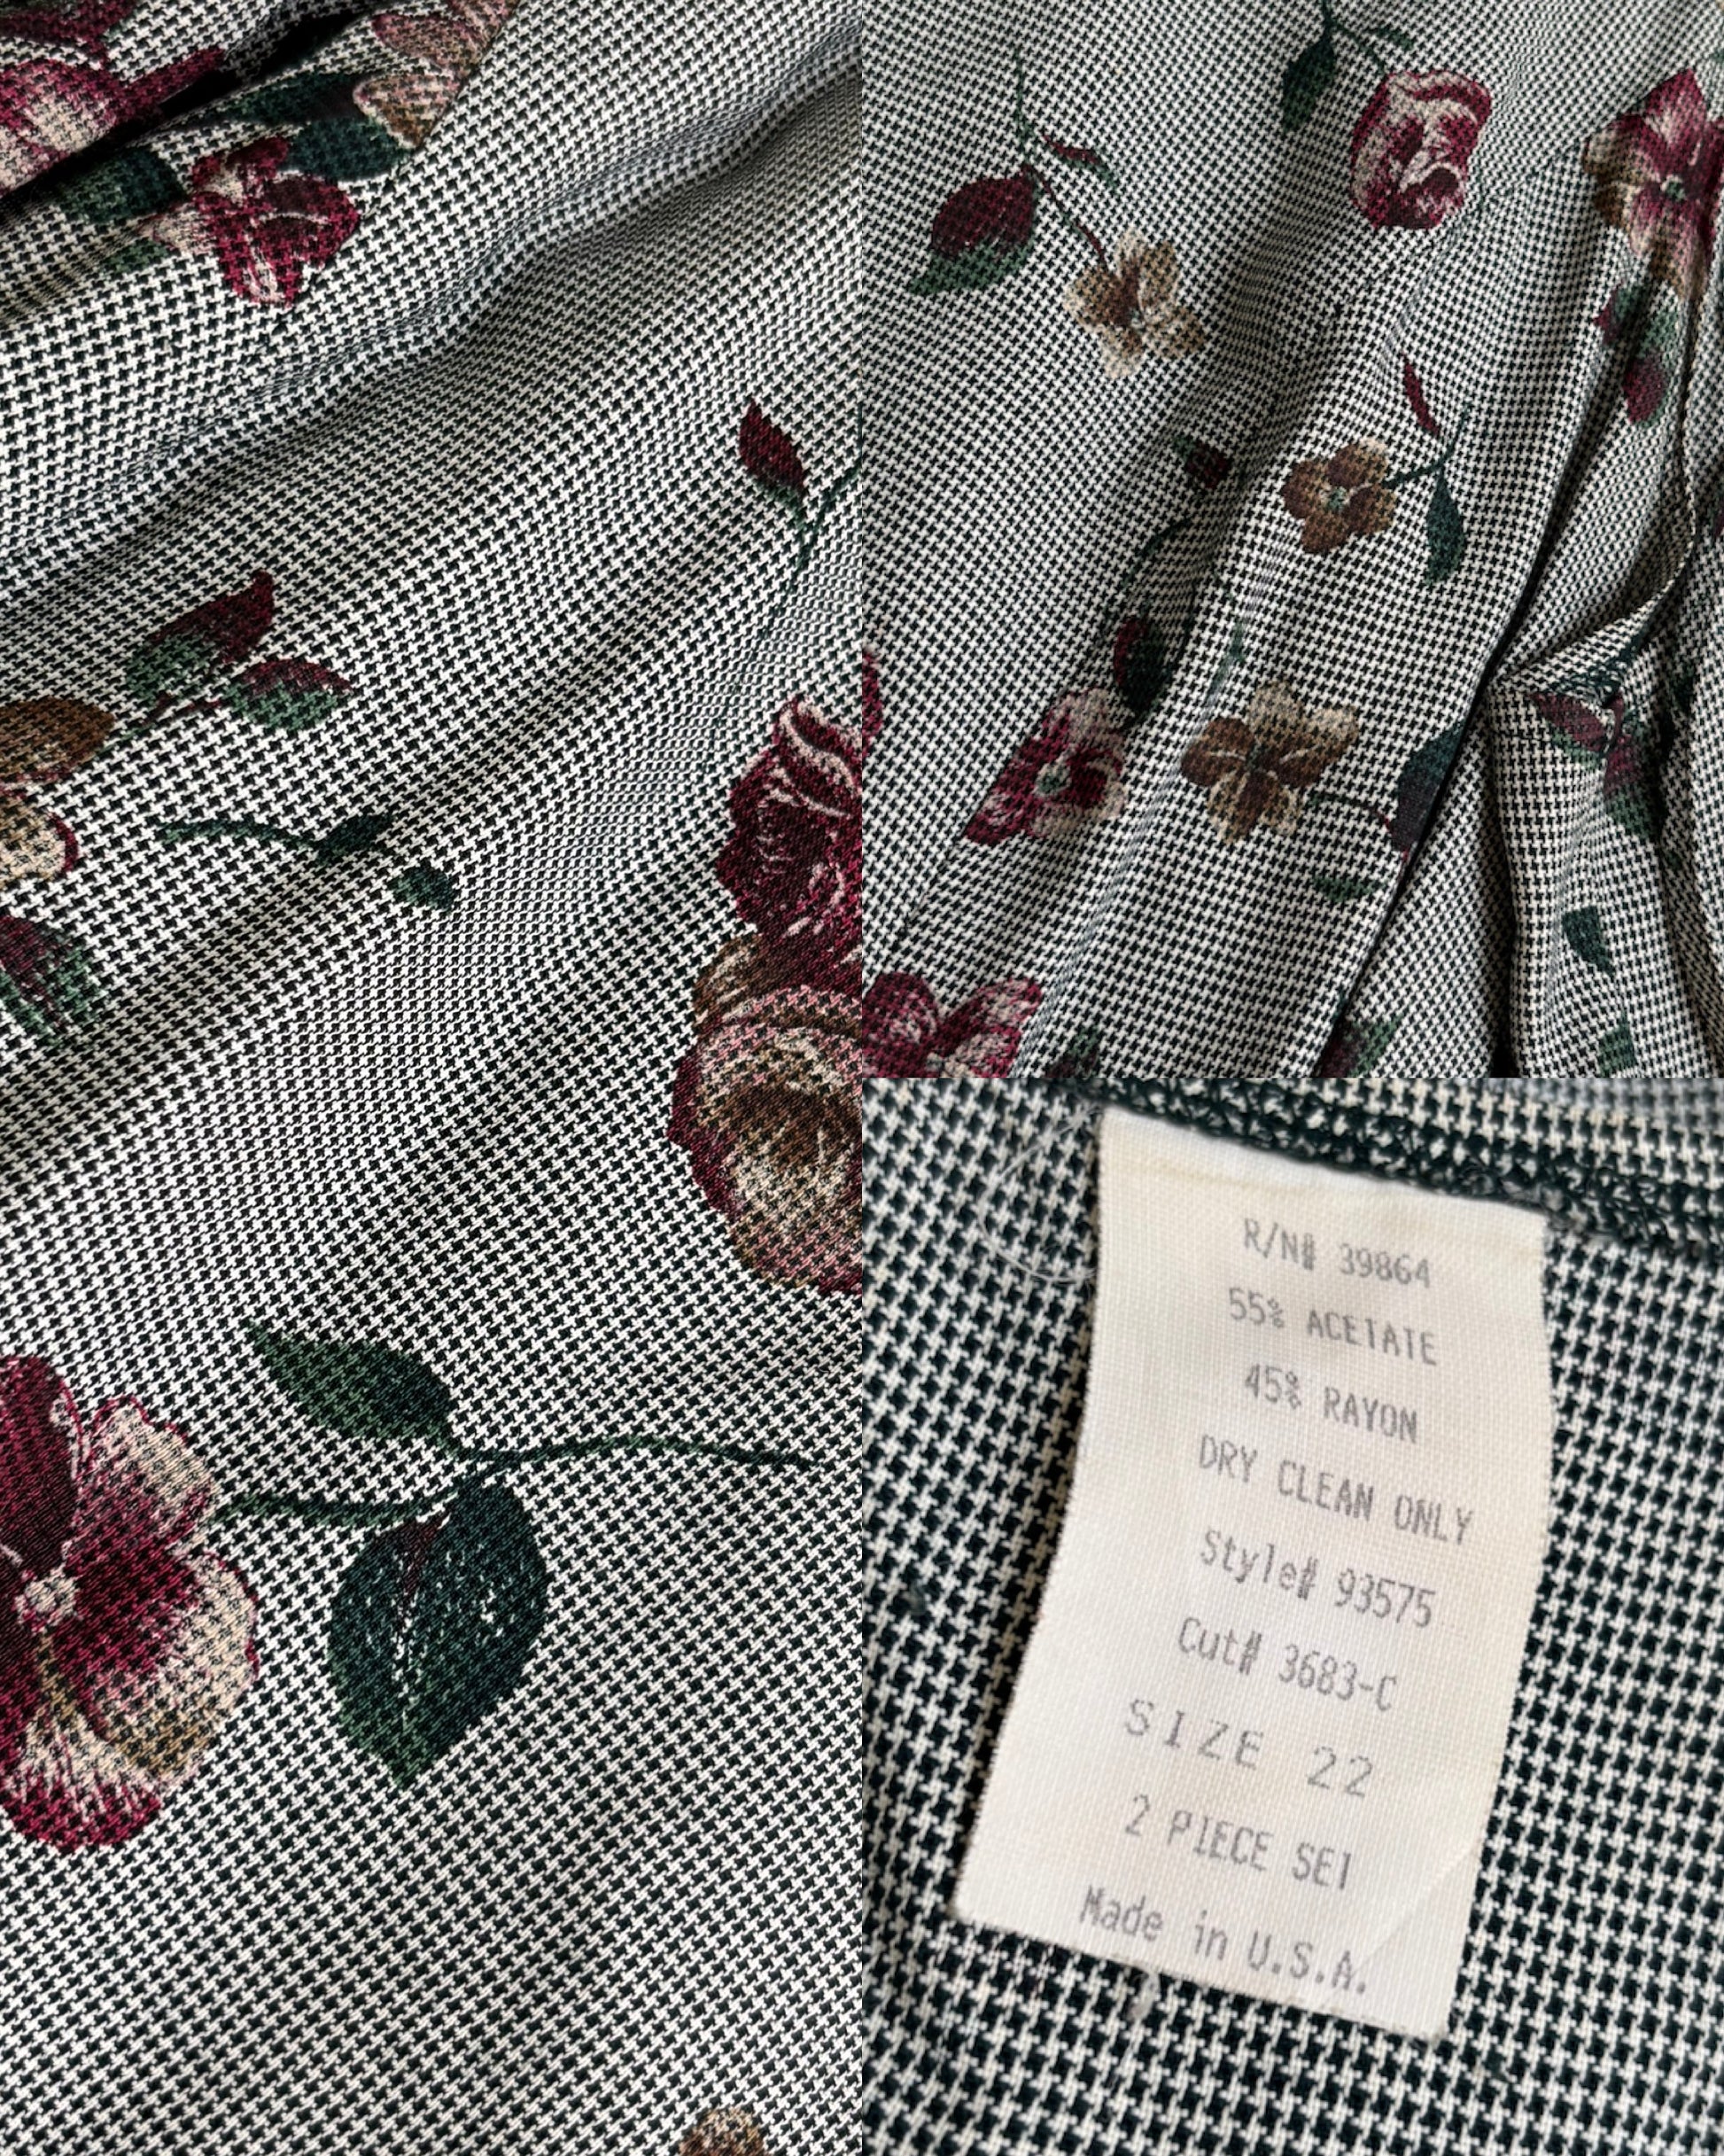 R/N# 39864
55% ACETATE
45% RAYON
DRY CLEAN ONLY
Style# 93575
Cut# 3683-C
SIZE 22
2 PIECE SET
Made in U.S.A.